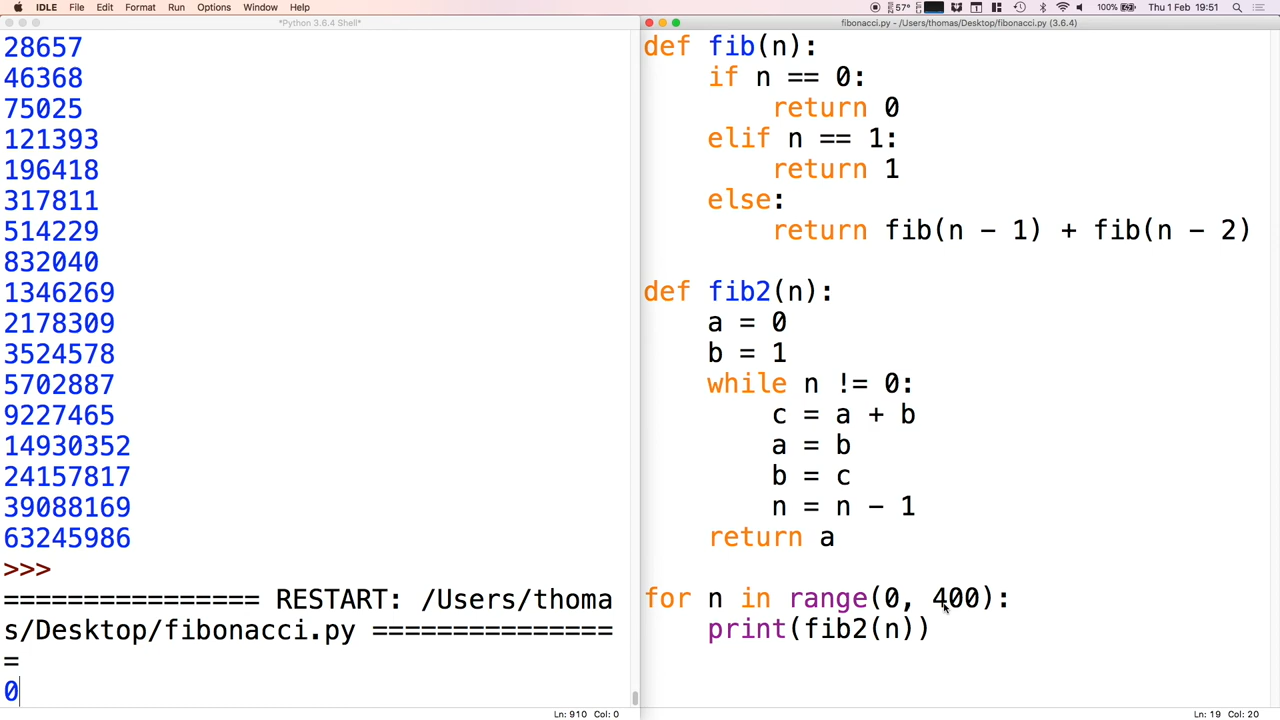 IDLE File Edit Format Run Options Window Help
57° 100% Thu 1 Feb 19:51
*Python 3.6.4 Shell*
28657
46368
75025
121393
196418
317811
514229
832040
1346269
2178309
3524578
5702887
9227465
14930352
24157817
39088169
63245986
>>>
================ RESTART: /Users/thoma
s/Desktop/fibonacci.py ===============
=
0
Ln: 910 Col: 0
fibonacci.py - /Users/thomas/Desktop/fibonacci.py (3.6.4)
def fib(n):
    if n == 0:
        return 0
    elif n == 1:
        return 1
    else:
        return fib(n - 1) + fib(n - 2)
def fib2(n):
    a = 0
    b = 1
    while n != 0:
        c = a + b
        a = b
        b = c
        n = n - 1
    return a
for n in range(0, 400):
    print(fib2(n))
Ln: 19 Col: 20